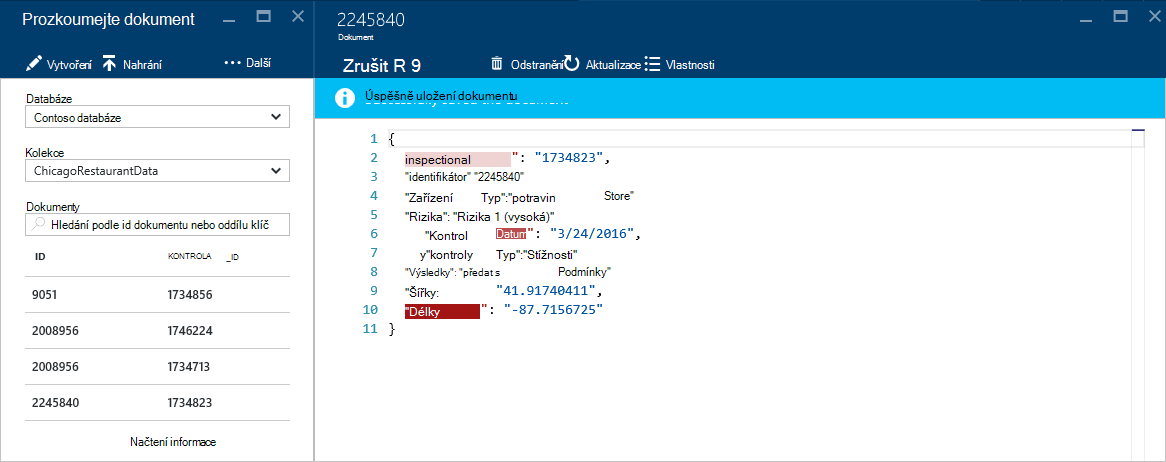 Prozkoumejte dokument
Vytvoření Nahrání ··· Další
Databáze
Contoso databáze
Kolekce
ChicagoRestaurantData
Dokumenty
Hledání podle id dokumentu nebo oddílu klíč
ID KONTROLA _ID
9051 1734856
2008956 1746224
2008956 1734713
2245840 1734823
Načtení informace
2245840
Dokument
Zrušit R 9 Odstranění Aktualizace Vlastnosti
Úspěšně uložení dokumentu
1 {
2 inspectional ": "1734823",
3 "identifikátor" "2245840"
4 "Zařízení Typ":"potravin Store"
5 "Rizika": "Rizika 1 (vysoká)"
6 "Kontrol Datum": "3/24/2016",
7 y"kontroly Typ":"Stížnosti"
8 "Výsledky": "předat s Podmínky"
9 "Šířky: "41.91740411",
10 "Délky ": "-87.7156725"
11 }